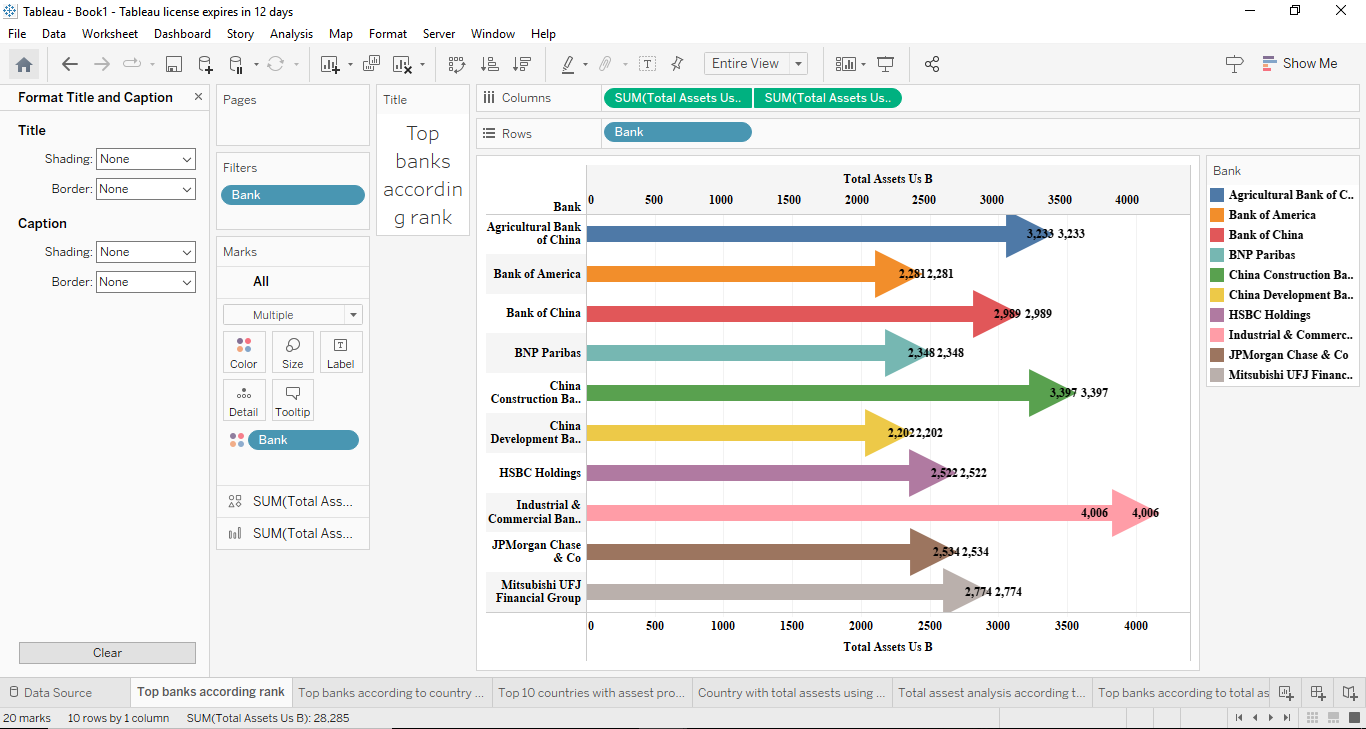 Tableau - Book1 - Tableau license expires in 12 days
File Data Worksheet Dashboard Story Analysis Map Format Server Window Help
Entire View
Show Me
Format Title and Caption
Title
Shading: None
Border: None
Caption
Shading: None
Border: None
Clear
Pages
Filters
Bank
Marks
All
Multiple
Color Size Label
Detail Tooltip
Bank
SUM(Total Ass...
SUM(Total Ass...
Title
Top
banks
accordin
g rank
Columns SUM(Total Assets Us.. SUM(Total Assets Us..
Rows Bank
Total Assets Us B
Bank 0 500 1000 1500 2000 2500 3000 3500 4000
Agricultural Bank
of China 3,233 3,233
Bank of America 2,281 2,281
Bank of China 2,989 2,989
BNP Paribas 2,348 2,348
China
Construction Ba.. 3,397 3,397
China
Development Ba.. 2,202 2,202
HSBC Holdings 2,522 2,522
Industrial &
Commercial Ban.. 4,006 4,006
JPMorgan Chase
& Co 2,534 2,534
Mitsubishi UFJ
Financial Group 2,774 2,774
0 500 1000 1500 2000 2500 3000 3500 4000
Total Assets Us B
Bank
Agricultural Bank of C..
Bank of America
Bank of China
BNP Paribas
China Construction Ba..
China Development Ba..
HSBC Holdings
Industrial & Commerc..
JPMorgan Chase & Co
Mitsubishi UFJ Financ..
Data Source Top banks according rank Top banks according to country ... Top 10 countries with assest pro... Country with total assests using ... Total assest analysis according t... Top banks according to total as
20 marks 10 rows by 1 column SUM(Total Assets Us B): 28,285